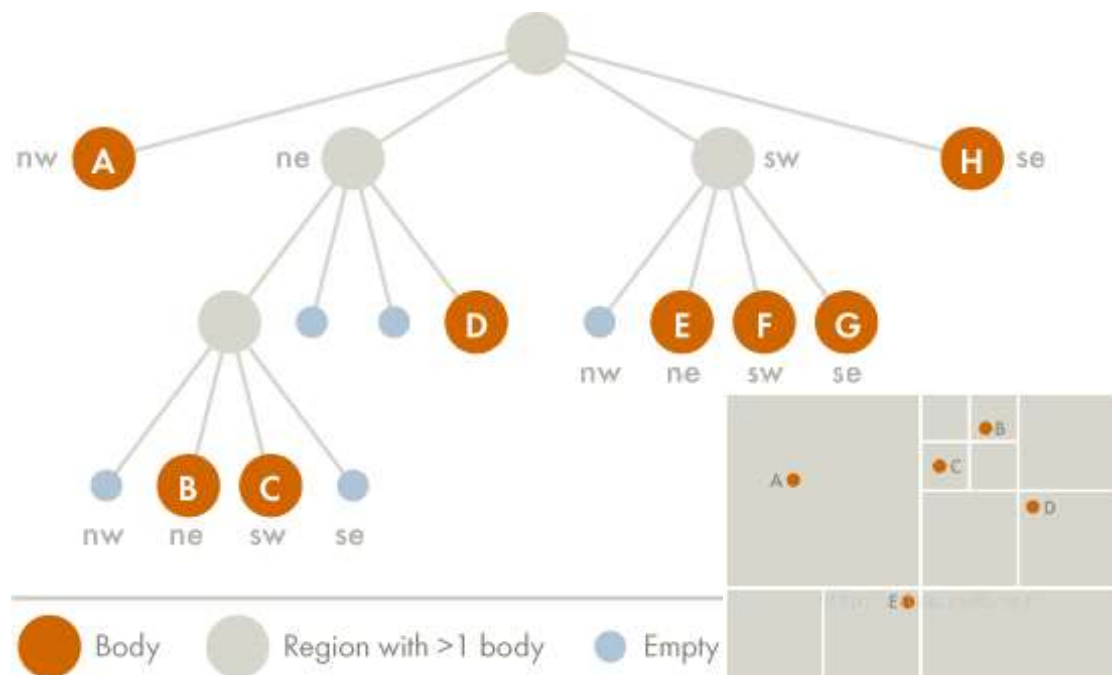 nw A ne sw H se
D E F G
nw ne sw se
B
A C
B C D
nw ne sw se
E
Body Region with >1 body Empty